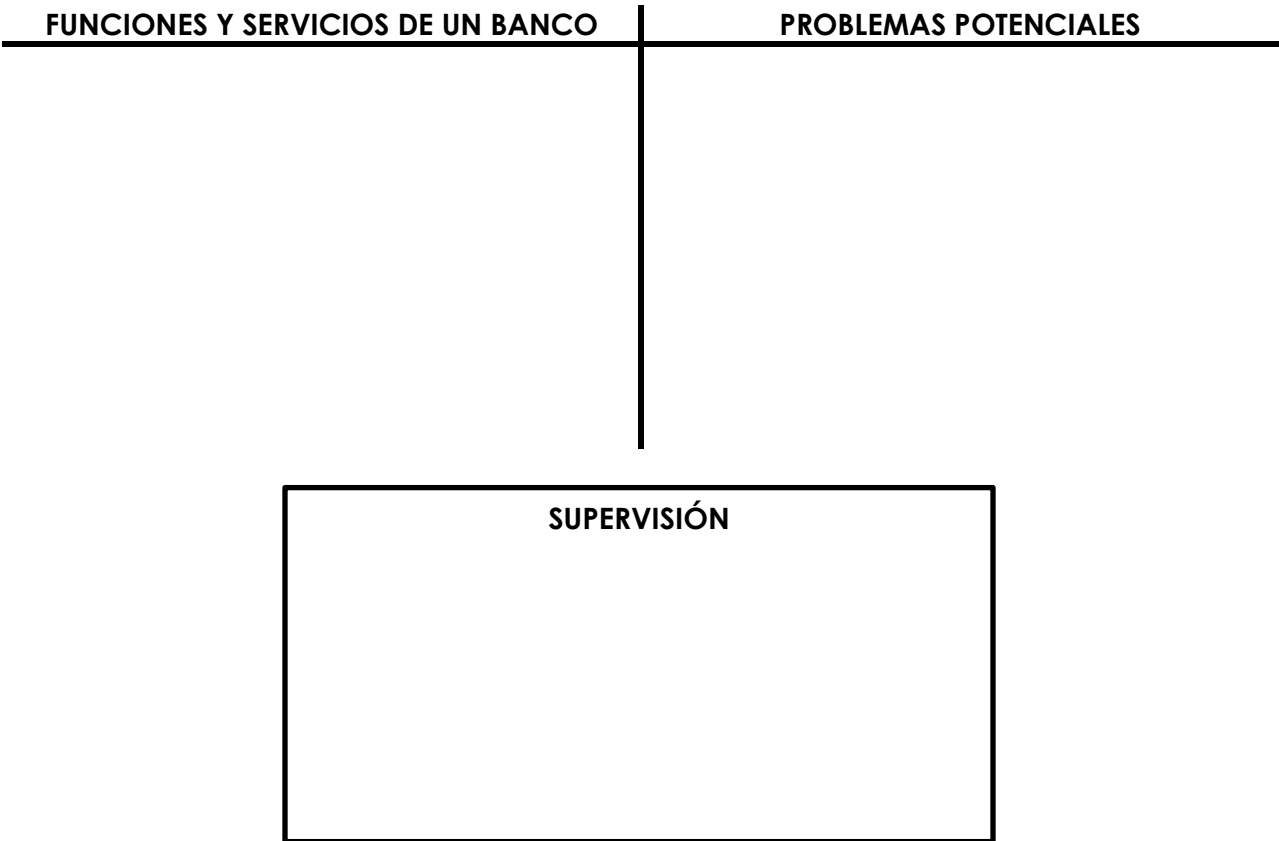 FUNCIONES Y SERVICIOS DE UN BANCO
PROBLEMAS POTENCIALES
SUPERVISIÓN